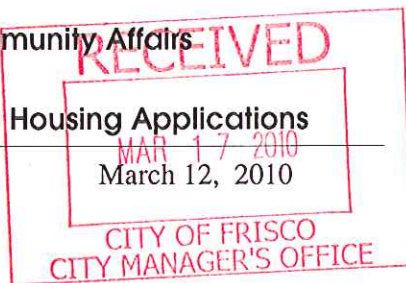 munity Affairs
RECEIVED
Housing Applications
MAR 17 2010
March 12, 2010
CITY OF FRISCO
CITY MANAGER'S OFFICE